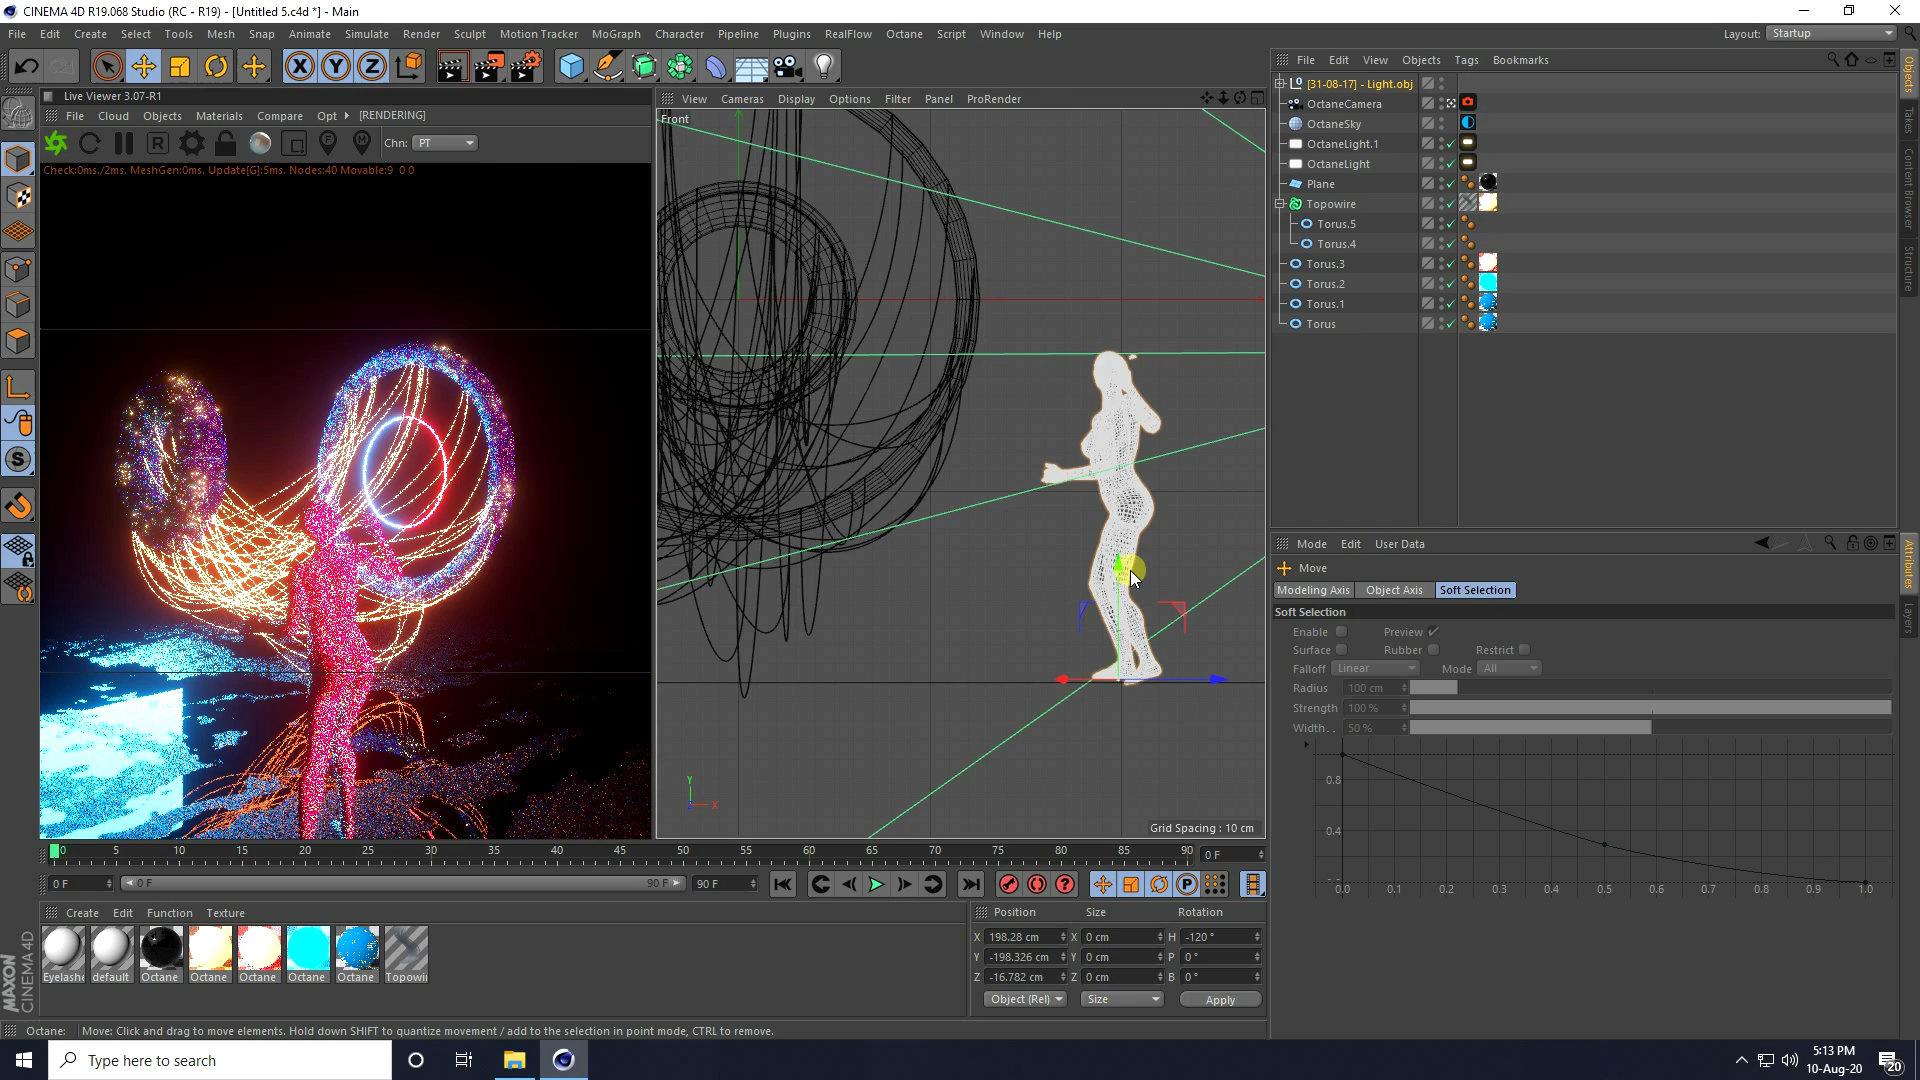 CINEMA 4D R19.068 Studio (RC - R19) - [Untitled 5.c4d *] - Main
File Edit Create Select Tools Mesh Snap Animate Simulate Render Sculpt Motion Tracker MoGraph Character Pipeline Plugins RealFlow Octane Script Window Help
Layout: Startup
Live Viewer 3.07-R1
File Cloud Objects Materials Compare Opt [RENDERING]
Chn: PT
Check:0ms./2ms. MeshGen:0ms. Update[G]:5ms. Nodes:40 Movable:9 0 0
View Cameras Display Options Filter Panel ProRender
Front
Y
X
Grid Spacing : 10 cm
File Edit View Objects Tags Bookmarks
[31-08-17] - Light.obj
OctaneCamera
OctaneSky
OctaneLight.1
OctaneLight
Plane
Topowire
Torus.5
Torus.4
Torus.3
Torus.2
Torus.1
Torus
Objects
Takes
Content Browser
Structure
Mode Edit User Data
Move
Modeling Axis Object Axis Soft Selection
Soft Selection
Enable Preview
Surface Rubber Restrict
Falloff Linear Mode All
Radius 100 cm
Strength 100 %
Width.. 50 %
0.8
0.4
0.0 0.1 0.2 0.3 0.4 0.5 0.6 0.7 0.8 0.9 1.0
Attributes
Layers
0 5 10 15 20 25 30 35 40 45 50 55 60 65 70 75 80 85 90 0 F
0 F 0 F 90 F 90 F
Create Edit Function Texture
Eyelashe default Octane Octane Octane Octane Octane Topowir
Position Size Rotation
X 198.28 cm X 0 cm H -120 °
Y -198.326 cm Y 0 cm P 0 °
Z -16.782 cm Z 0 cm B 0 °
Object (Rel) Size Apply
MAXON
CINEMA 4D
Octane: Move: Click and drag to move elements. Hold down SHIFT to quantize movement / add to the selection in point mode, CTRL to remove.
Type here to search
5:13 PM
10-Aug-20
20